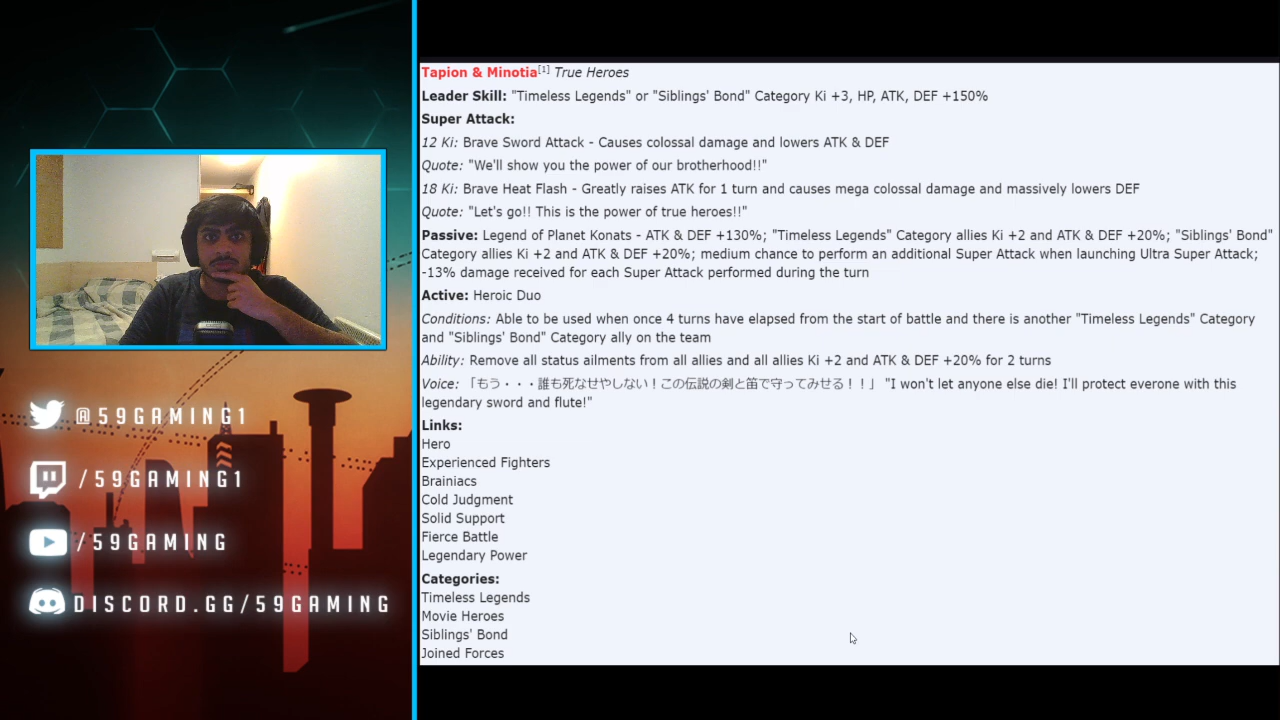 Tapion & Minotia[1] True Heroes
Leader Skill: "Timeless Legends" or "Siblings' Bond" Category Ki +3, HP, ATK, DEF +150%
Super Attack:
12 Ki: Brave Sword Attack - Causes colossal damage and lowers ATK & DEF
Quote: "We'll show you the power of our brotherhood!!"
18 Ki: Brave Heat Flash - Greatly raises ATK for 1 turn and causes mega colossal damage and massively lowers DEF
Quote: "Let's go!! This is the power of true heroes!!"
Passive: Legend of Planet Konats - ATK & DEF +130%; "Timeless Legends" Category allies Ki +2 and ATK & DEF +20%; "Siblings' Bond"
Category allies Ki +2 and ATK & DEF +20%; medium chance to perform an additional Super Attack when launching Ultra Super Attack;
-13% damage received for each Super Attack performed during the turn
Active: Heroic Duo
Conditions: Able to be used when once 4 turns have elapsed from the start of battle and there is another "Timeless Legends" Category
and "Siblings' Bond" Category ally on the team
Ability: Remove all status ailments from all allies and all allies Ki +2 and ATK & DEF +20% for 2 turns
Voice: 「もう・・・誰も死なせやしない！この伝説の剣と笛で守ってみせる！！」 "I won't let anyone else die! I'll protect everone with this
legendary sword and flute!"
Links:
Hero
Experienced Fighters
Brainiacs
Cold Judgment
Solid Support
Fierce Battle
Legendary Power
Categories:
Timeless Legends
Movie Heroes
Siblings' Bond
Joined Forces
@59GAMING1
/59GAMING1
/59GAMING
DISCORD.GG/59GAMING